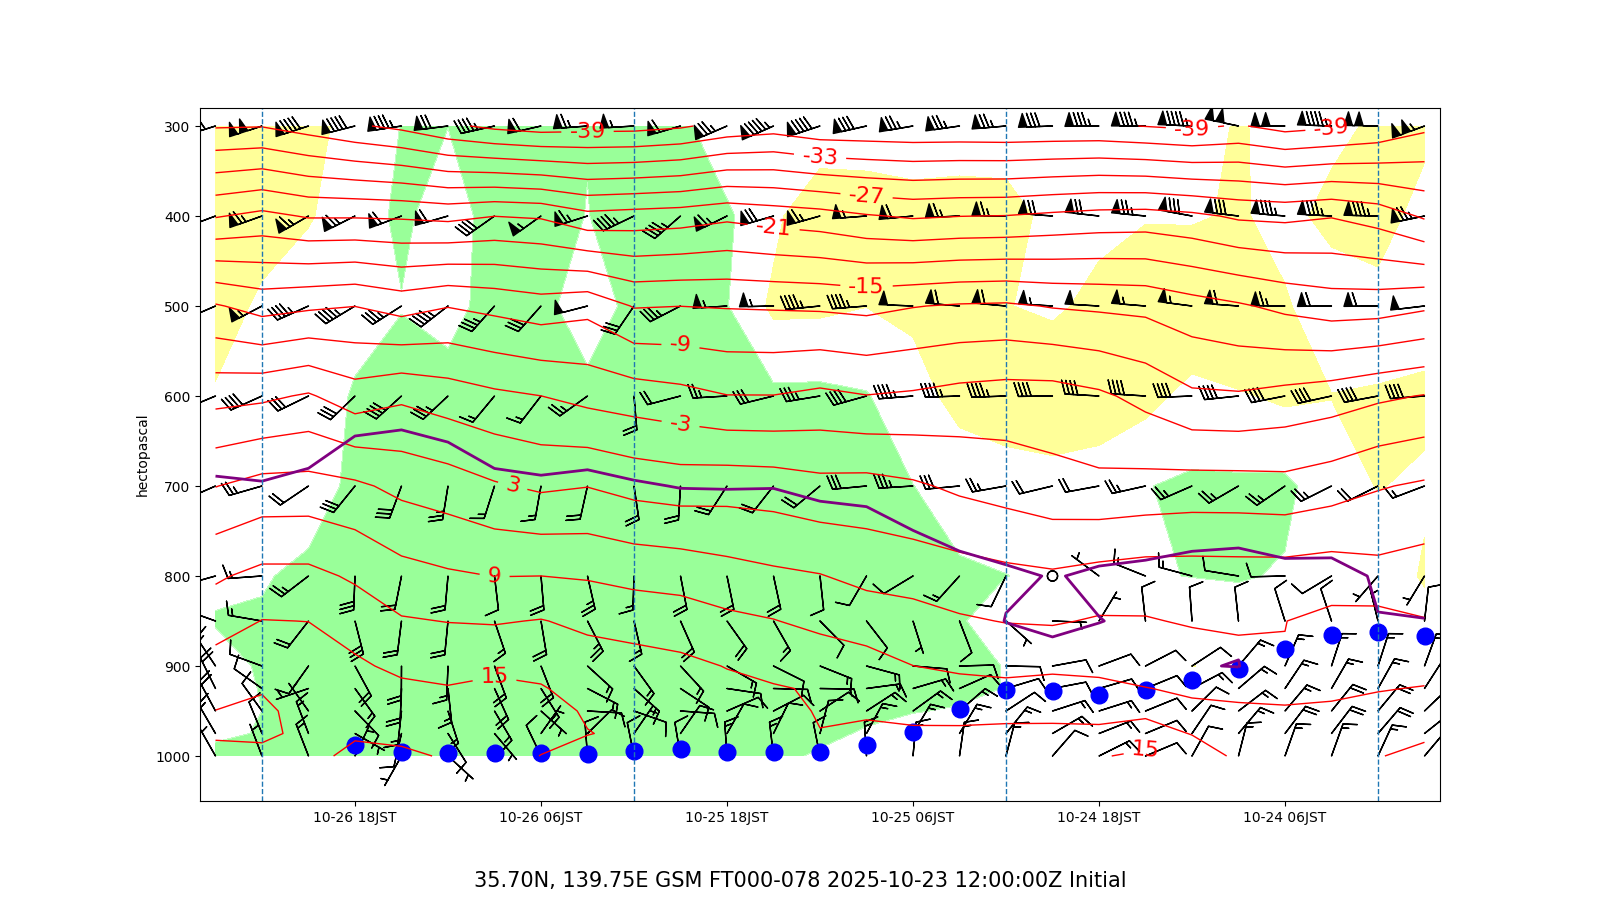 300
400
500
600
700
800
900
1000
hectopascal
-39
-39
-39
-33
-27
-21
-15
-9
-3
3
9
15
15
10-26 18JST
10-26 06JST
10-25 18JST
10-25 06JST
10-24 18JST
10-24 06JST
35.70N, 139.75E GSM FT000-078 2025-10-23 12:00:00Z Initial